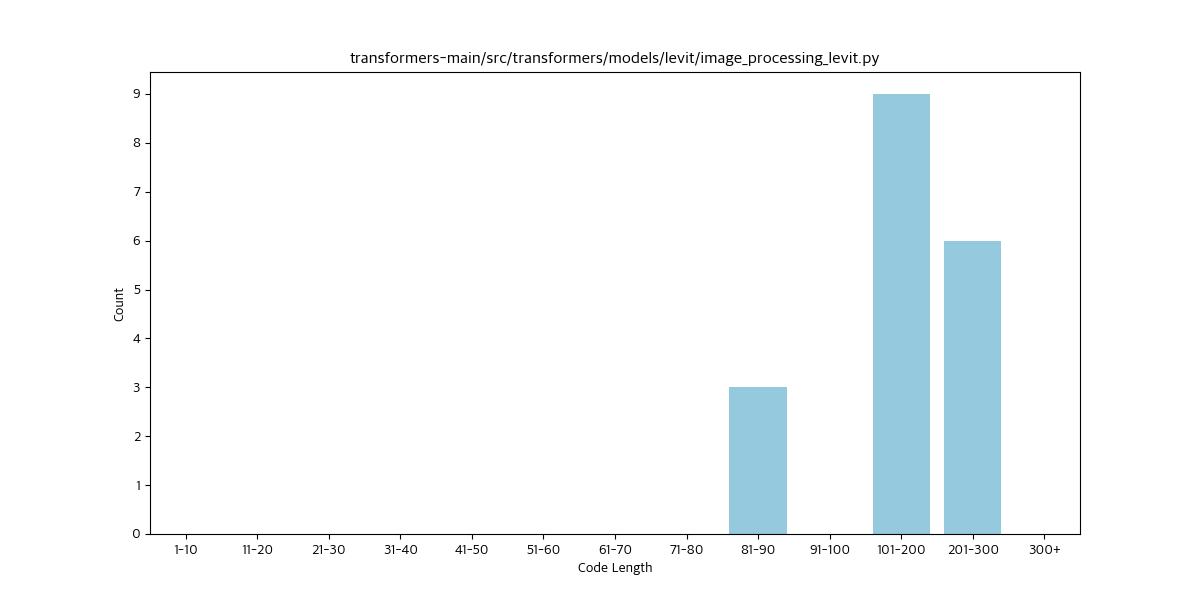 transformers-main/src/transformers/models/levit/image_processing_levit.py
9
8
7
6
5
4
3
2
1
0
Count
1-10 11-20 21-30 31-40 41-50 51-60 61-70 71-80 81-90 91-100 101-200 201-300 300+
Code Length